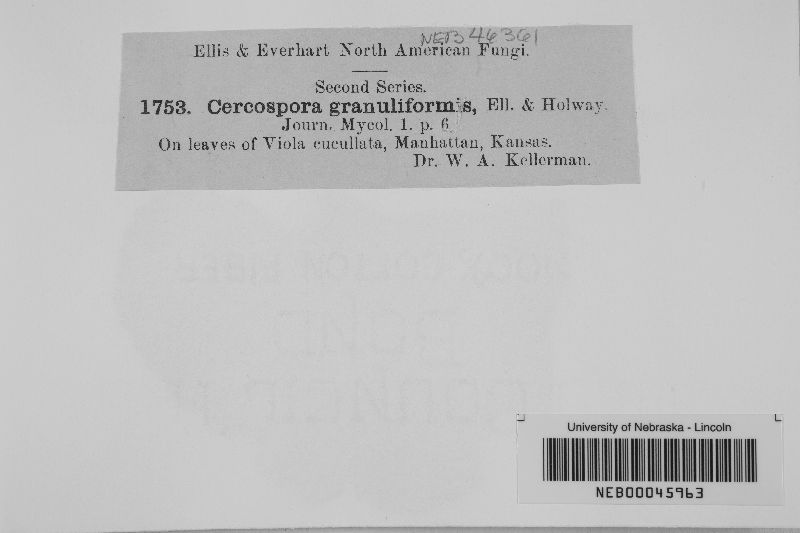 NEB 46361
Ellis & Everhart North American Fungi.
Second Series.
1753. Cercospora granuliformis, Ell. & Holway.
Journ. Mycol. 1. p. 6
On leaves of Viola cucullata, Manhattan, Kansas.
Dr. W. A. Kellerman.
University of Nebraska - Lincoln
NEB00045963